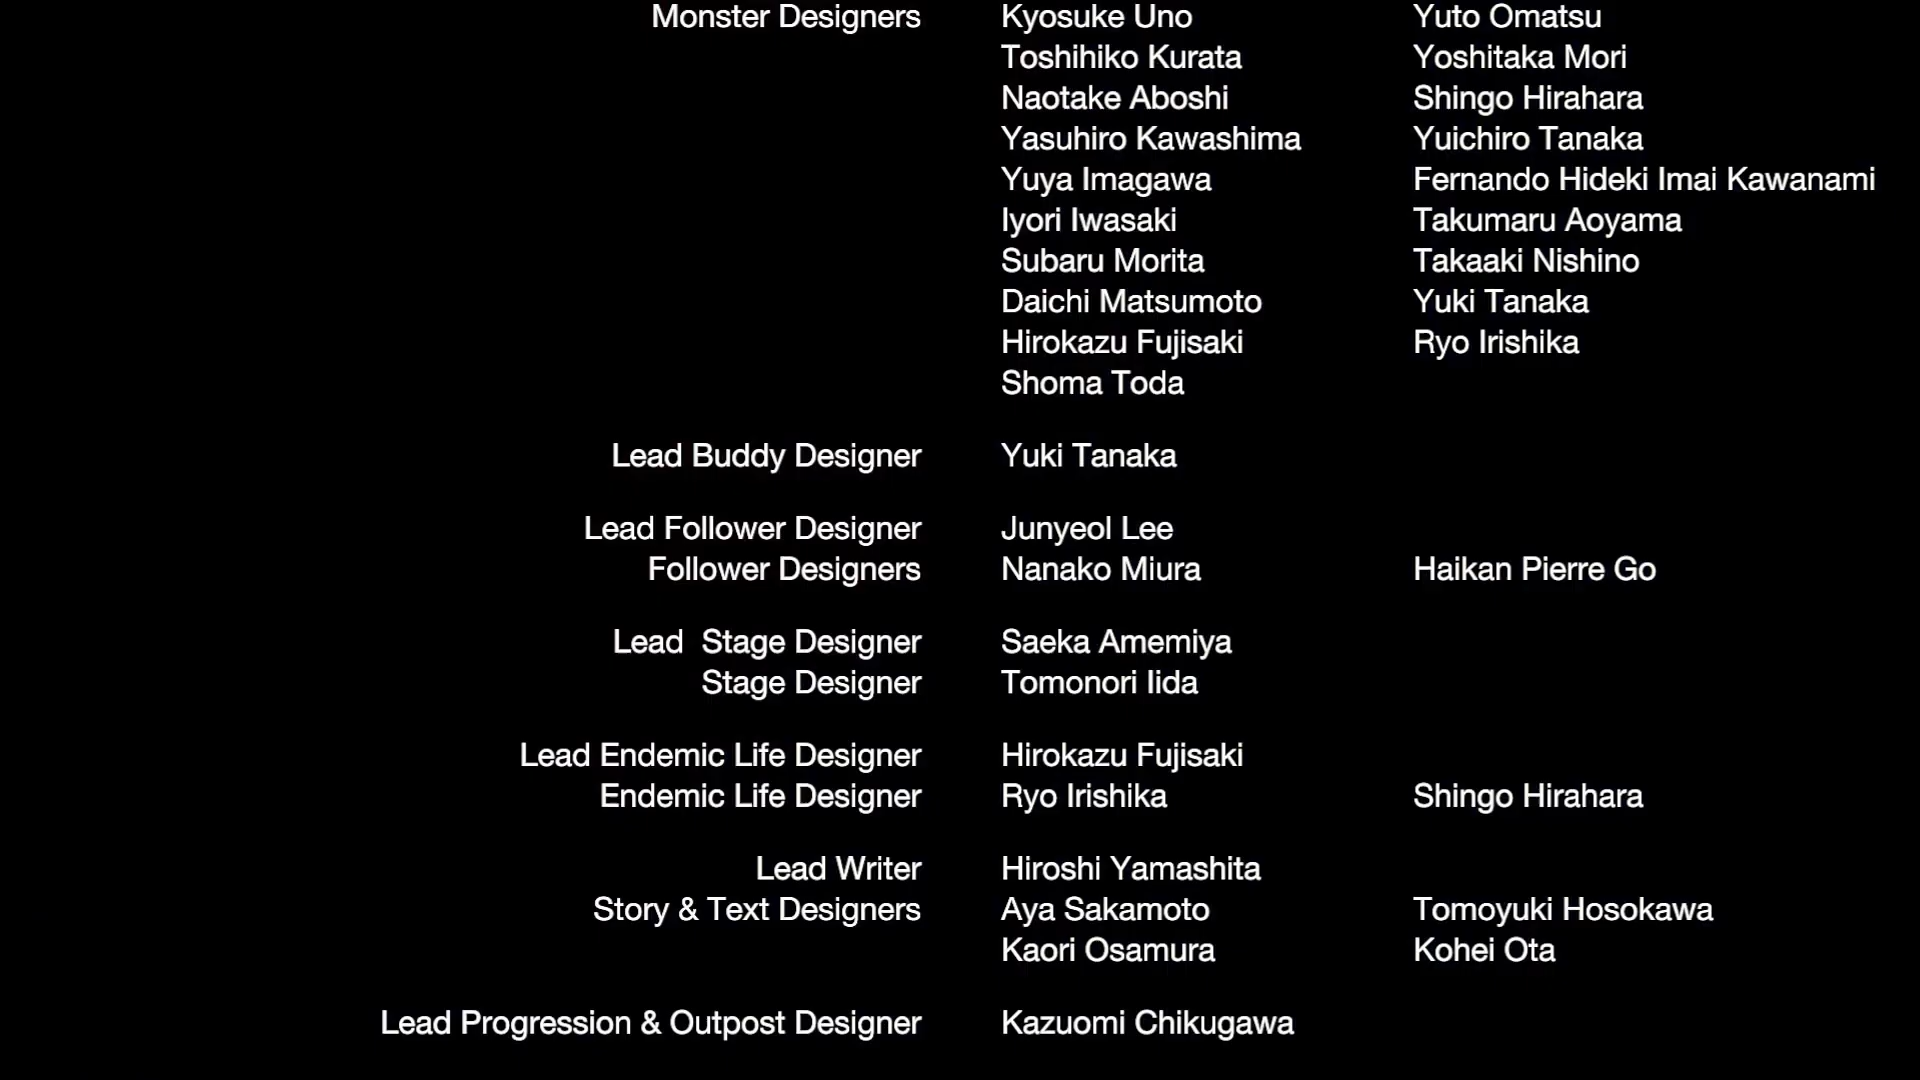 Monster Designers Kyosuke Uno Yuto Omatsu
Toshihiko Kurata Yoshitaka Mori
Naotake Aboshi Shingo Hirahara
Yasuhiro Kawashima Yuichiro Tanaka
Yuya Imagawa Fernando Hideki Imai Kawanami
Iyori Iwasaki Takumaru Aoyama
Subaru Morita Takaaki Nishino
Daichi Matsumoto Yuki Tanaka
Hirokazu Fujisaki Ryo Irishika
Shoma Toda
Lead Buddy Designer Yuki Tanaka
Lead Follower Designer Junyeol Lee
Follower Designers Nanako Miura Haikan Pierre Go
Lead  Stage Designer Saeka Amemiya
Stage Designer Tomonori Iida
Lead Endemic Life Designer Hirokazu Fujisaki
Endemic Life Designer Ryo Irishika Shingo Hirahara
Lead Writer Hiroshi Yamashita
Story & Text Designers Aya Sakamoto Tomoyuki Hosokawa
Kaori Osamura Kohei Ota
Lead Progression & Outpost Designer Kazuomi Chikugawa